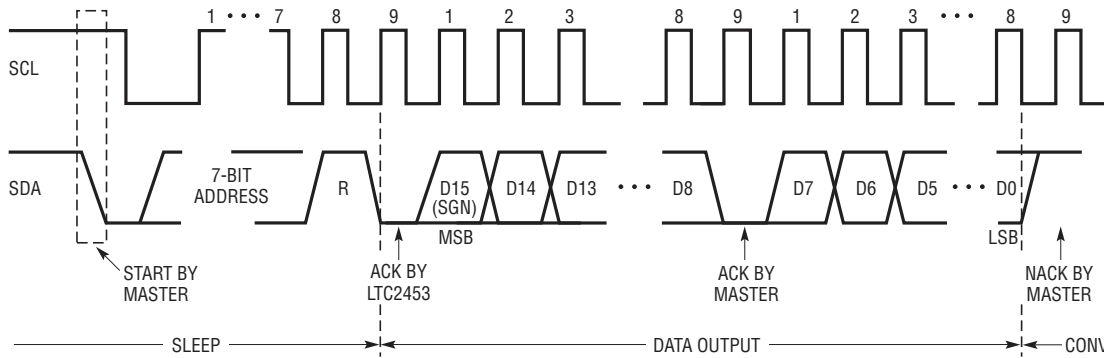 1 • • • 7 8 9 1 2 3 8 9 1 2 3 • • • 8 9
SCL
SDA
7-BIT
ADDRESS
R
D15
(SGN)
D14
D13
• • •
D8
D7
D6
D5
• • •
D0
MSB
LSB
START BY
MASTER
ACK BY
LTC2453
ACK BY
MASTER
NACK BY
MASTER
SLEEP
DATA OUTPUT
CONV